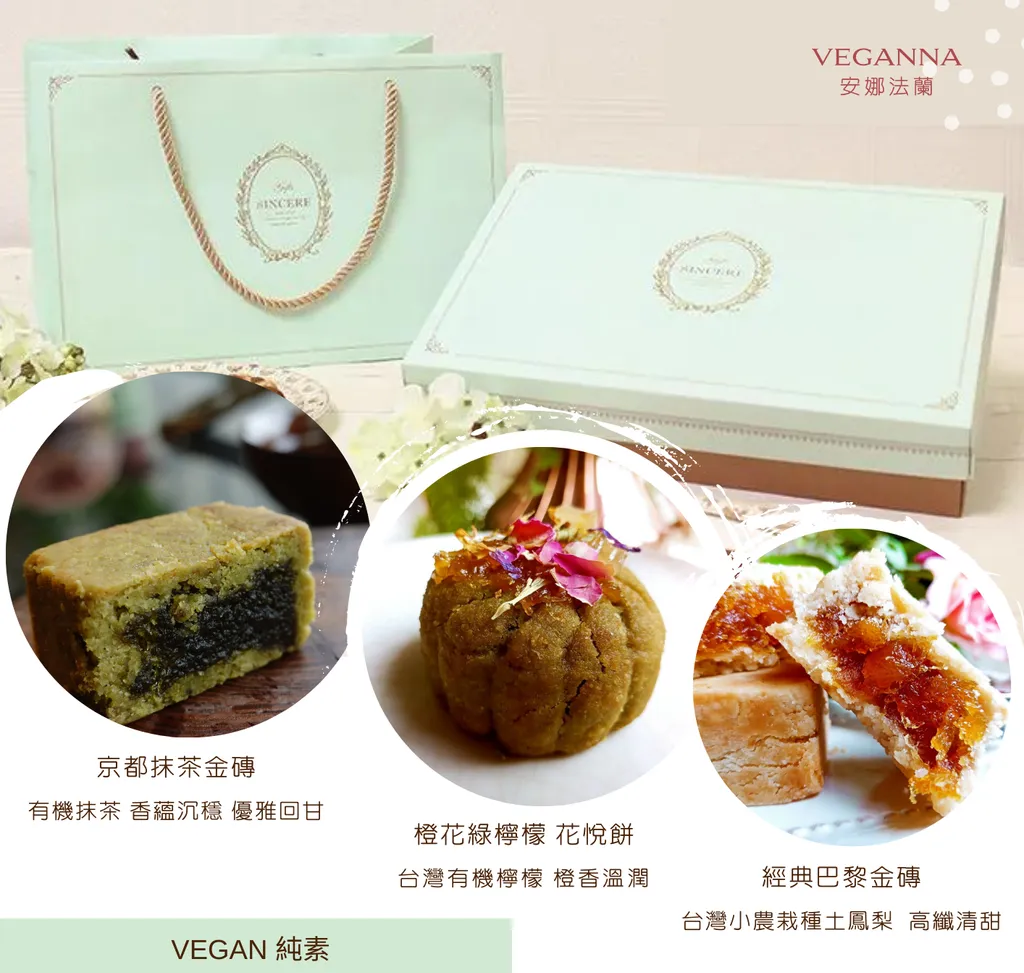 VEGANNA
安娜法蘭
SINCERE
SINCERE
京都抹茶金磚
有機抹茶 香蘊沉穩 優雅回甘
橙花綠檸檬 花悅餅
台灣有機檸檬 橙香溫潤
經典巴黎金磚
台灣小農栽種土鳳梨 高纖清甜
VEGAN 純素